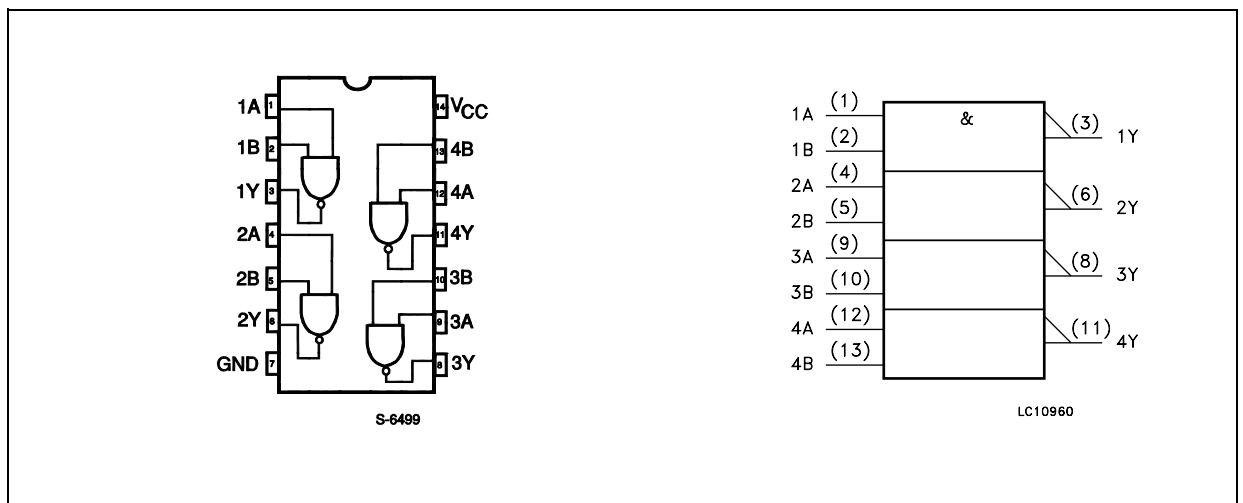 1A 1 14 VCC
1B 2 13 4B
1Y 3 12 4A
2A 4 11 4Y
2B 5 10 3B
2Y 6 9 3A
GND 7 8 3Y
S-6499
1A (1) & (3) 1Y
1B (2)
2A (4) (6) 2Y
2B (5)
3A (9) (8) 3Y
3B (10)
4A (12) (11) 4Y
4B (13)
LC10960